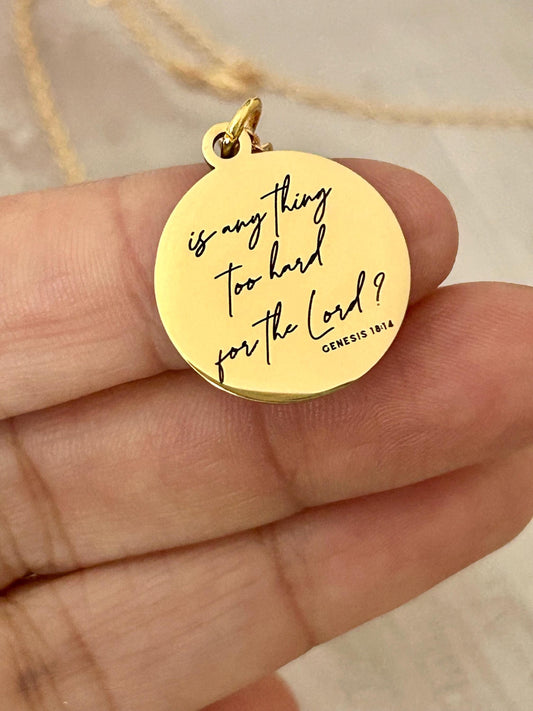 is any thing
too hard
for the Lord?
GENESIS 18:14